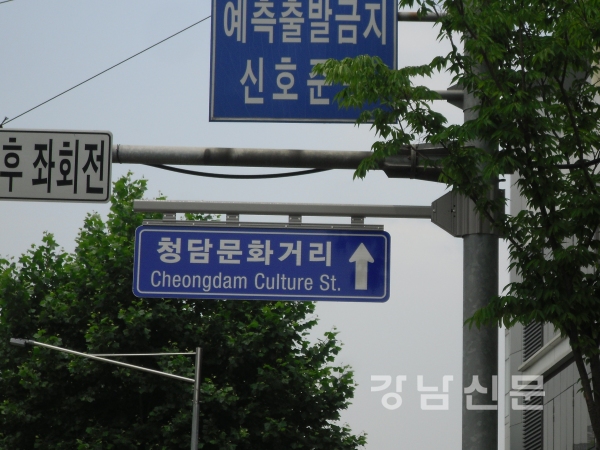 예측출발금지
신호준
후 좌회전
청담문화거리
Cheongdam Culture St.
강남신문